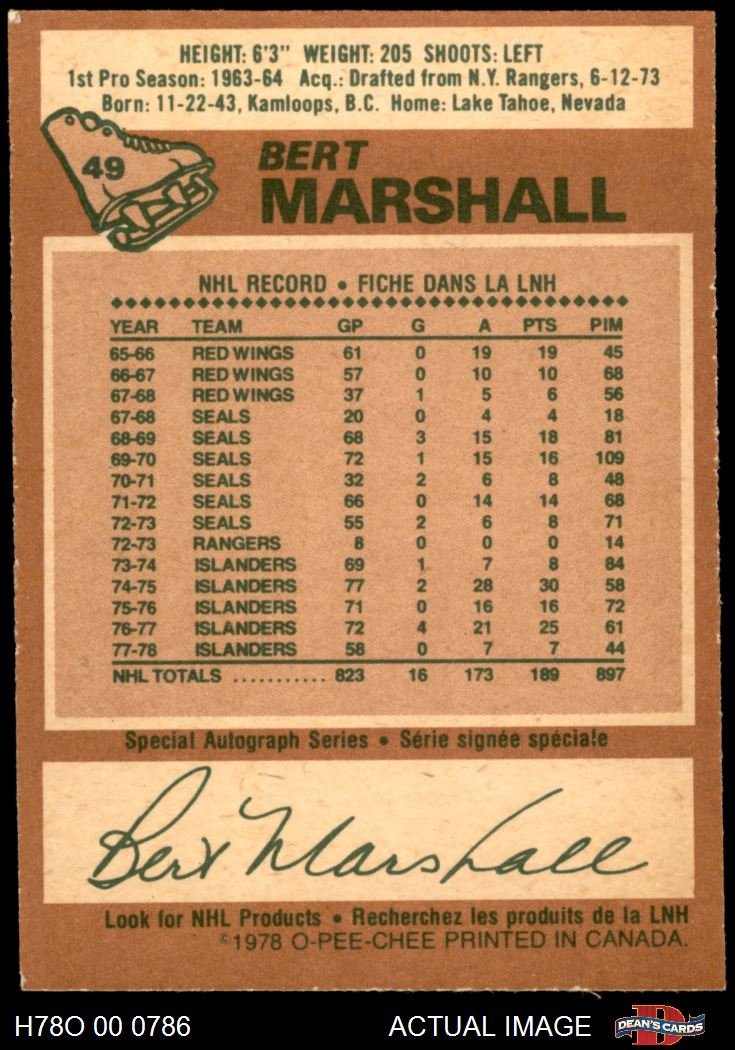 HEIGHT: 6'3" WEIGHT: 205 SHOOTS: LEFT
1st Pro Season: 1963-64 Acq.: Drafted from N.Y. Rangers, 6-12-73
Born: 11-22-43, Kamloops, B.C. Home: Lake Tahoe, Nevada
49
BERT
MARSHALL
NHL RECORD • FICHE DANS LA LNH
YEAR TEAM GP G A PTS PIM
65-66 RED WINGS 61 0 19 19 45
66-67 RED WINGS 57 0 10 10 68
67-68 RED WINGS 37 1 5 6 56
67-68 SEALS 20 0 4 4 18
68-69 SEALS 68 3 15 18 81
69-70 SEALS 72 1 15 16 109
70-71 SEALS 32 2 6 8 48
71-72 SEALS 66 0 14 14 68
72-73 SEALS 55 2 6 8 71
72-73 RANGERS 8 0 0 0 14
73-74 ISLANDERS 69 1 7 8 84
74-75 ISLANDERS 77 2 28 30 58
75-76 ISLANDERS 71 0 16 16 72
76-77 ISLANDERS 72 4 21 25 61
77-78 ISLANDERS 58 0 7 7 44
NHL TOTALS ........... 823 16 173 189 897
Special Autograph Series • Série signée spéciale
Bert Marshall
Look for NHL Products • Recherchez les produits de la LNH
©1978 O-PEE-CHEE PRINTED IN CANADA.
H78O 00 0786 ACTUAL IMAGE DEAN'S CARDS